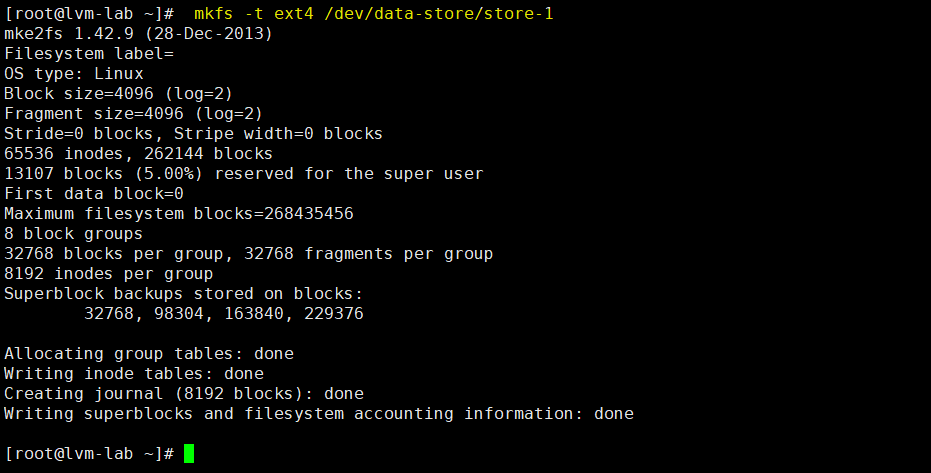 [root@lvm-lab ~]#  mkfs -t ext4 /dev/data-store/store-1
mke2fs 1.42.9 (28-Dec-2013)
Filesystem label=
OS type: Linux
Block size=4096 (log=2)
Fragment size=4096 (log=2)
Stride=0 blocks, Stripe width=0 blocks
65536 inodes, 262144 blocks
13107 blocks (5.00%) reserved for the super user
First data block=0
Maximum filesystem blocks=268435456
8 block groups
32768 blocks per group, 32768 fragments per group
8192 inodes per group
Superblock backups stored on blocks:
        32768, 98304, 163840, 229376

Allocating group tables: done
Writing inode tables: done
Creating journal (8192 blocks): done
Writing superblocks and filesystem accounting information: done

[root@lvm-lab ~]#